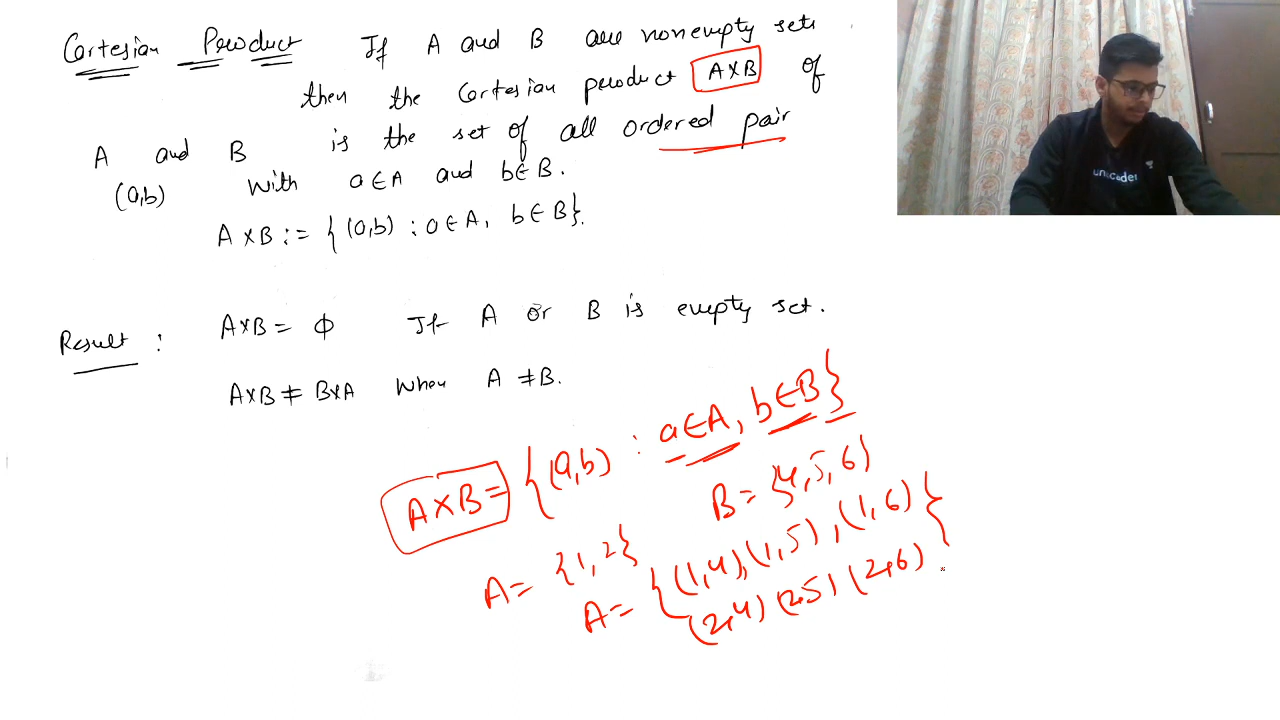 Cartesian Product If A and B are nonempty sets
then the Cartesian product A×B of
A and B is the set of all ordered pair
(a,b) with a∈A and b∈B.
A×B := {(a,b) : a∈A, b∈B}.
Result : A×B = ϕ If A or B is empty set.
A×B ≠ B×A When A ≠ B.
A×B = {(a,b) : a∈A, b∈B}
B = {4,5,6}
A = {1,2}
A = {(1,4),(1,5),(1,6)}
(2,4) (2,5) (2,6)